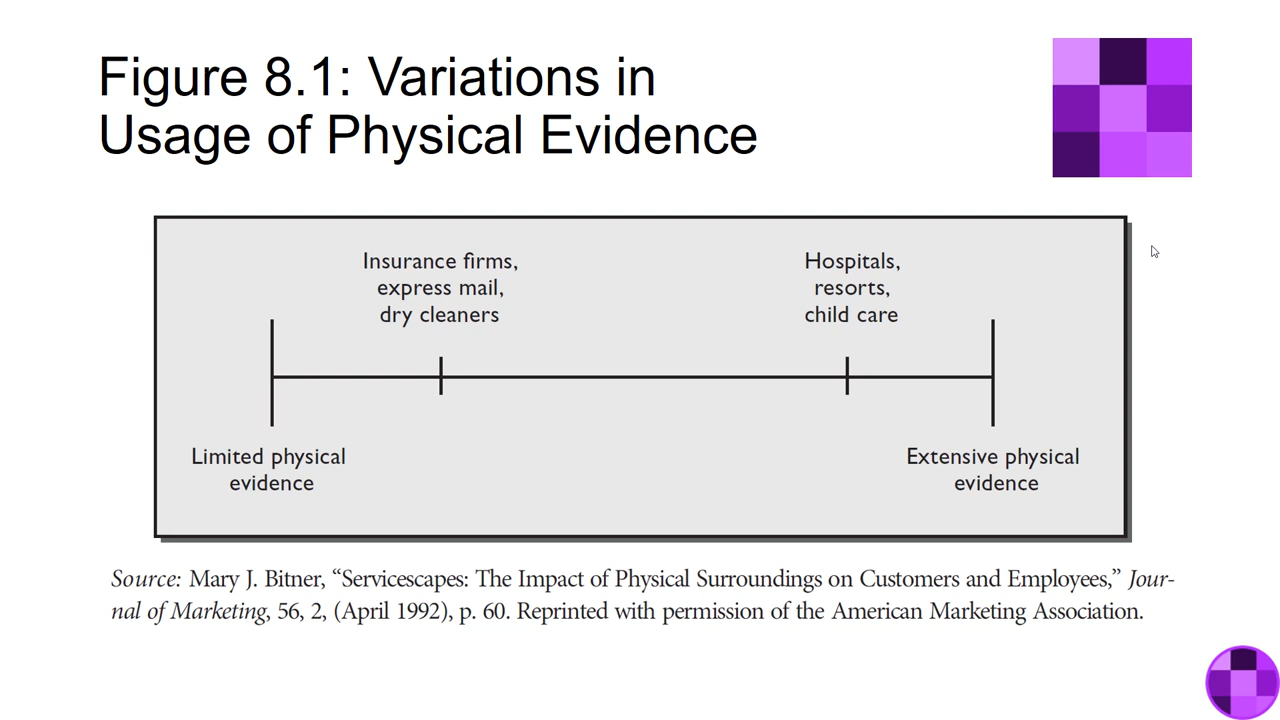 Figure 8.1: Variations in
Usage of Physical Evidence
Insurance firms,
express mail,
dry cleaners
Hospitals,
resorts,
child care
Limited physical
evidence
Extensive physical
evidence
Source: Mary J. Bitner, “Servicescapes: The Impact of Physical Surroundings on Customers and Employees,” Jour-
nal of Marketing, 56, 2, (April 1992), p. 60. Reprinted with permission of the American Marketing Association.